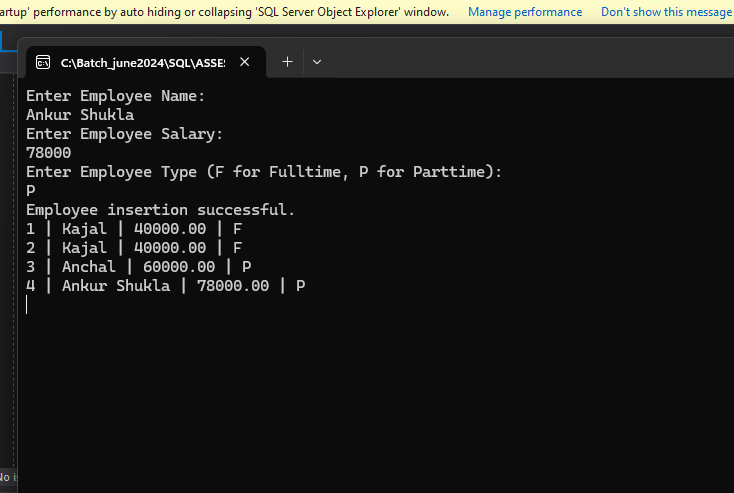 artup' performance by auto hiding or collapsing 'SQL Server Object Explorer' window. Manage performance Don't show this message
C:\Batch_june2024\SQL\ASSE
Enter Employee Name:
Ankur Shukla
Enter Employee Salary:
78000
Enter Employee Type (F for Fulltime, P for Parttime):
P
Employee insertion successful.
1 | Kajal | 40000.00 | F
2 | Kajal | 40000.00 | F
3 | Anchal | 60000.00 | P
4 | Ankur Shukla | 78000.00 | P
No is